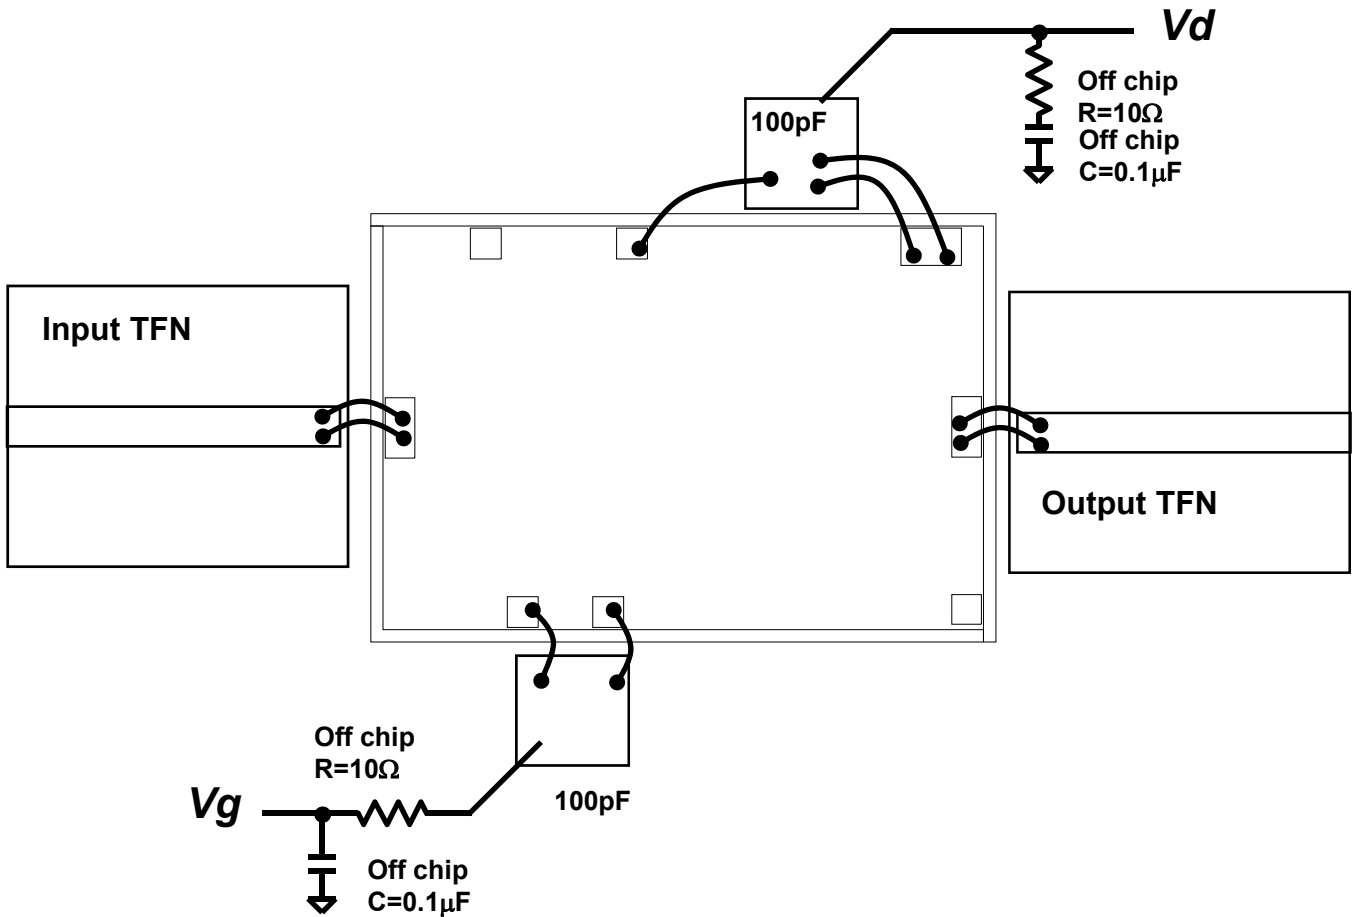 Vd
Off chip
R=10Ω
Off chip
C=0.1μF
100pF
Input TFN
Output TFN
Off chip
R=10Ω
Vg
100pF
Off chip
C=0.1μF